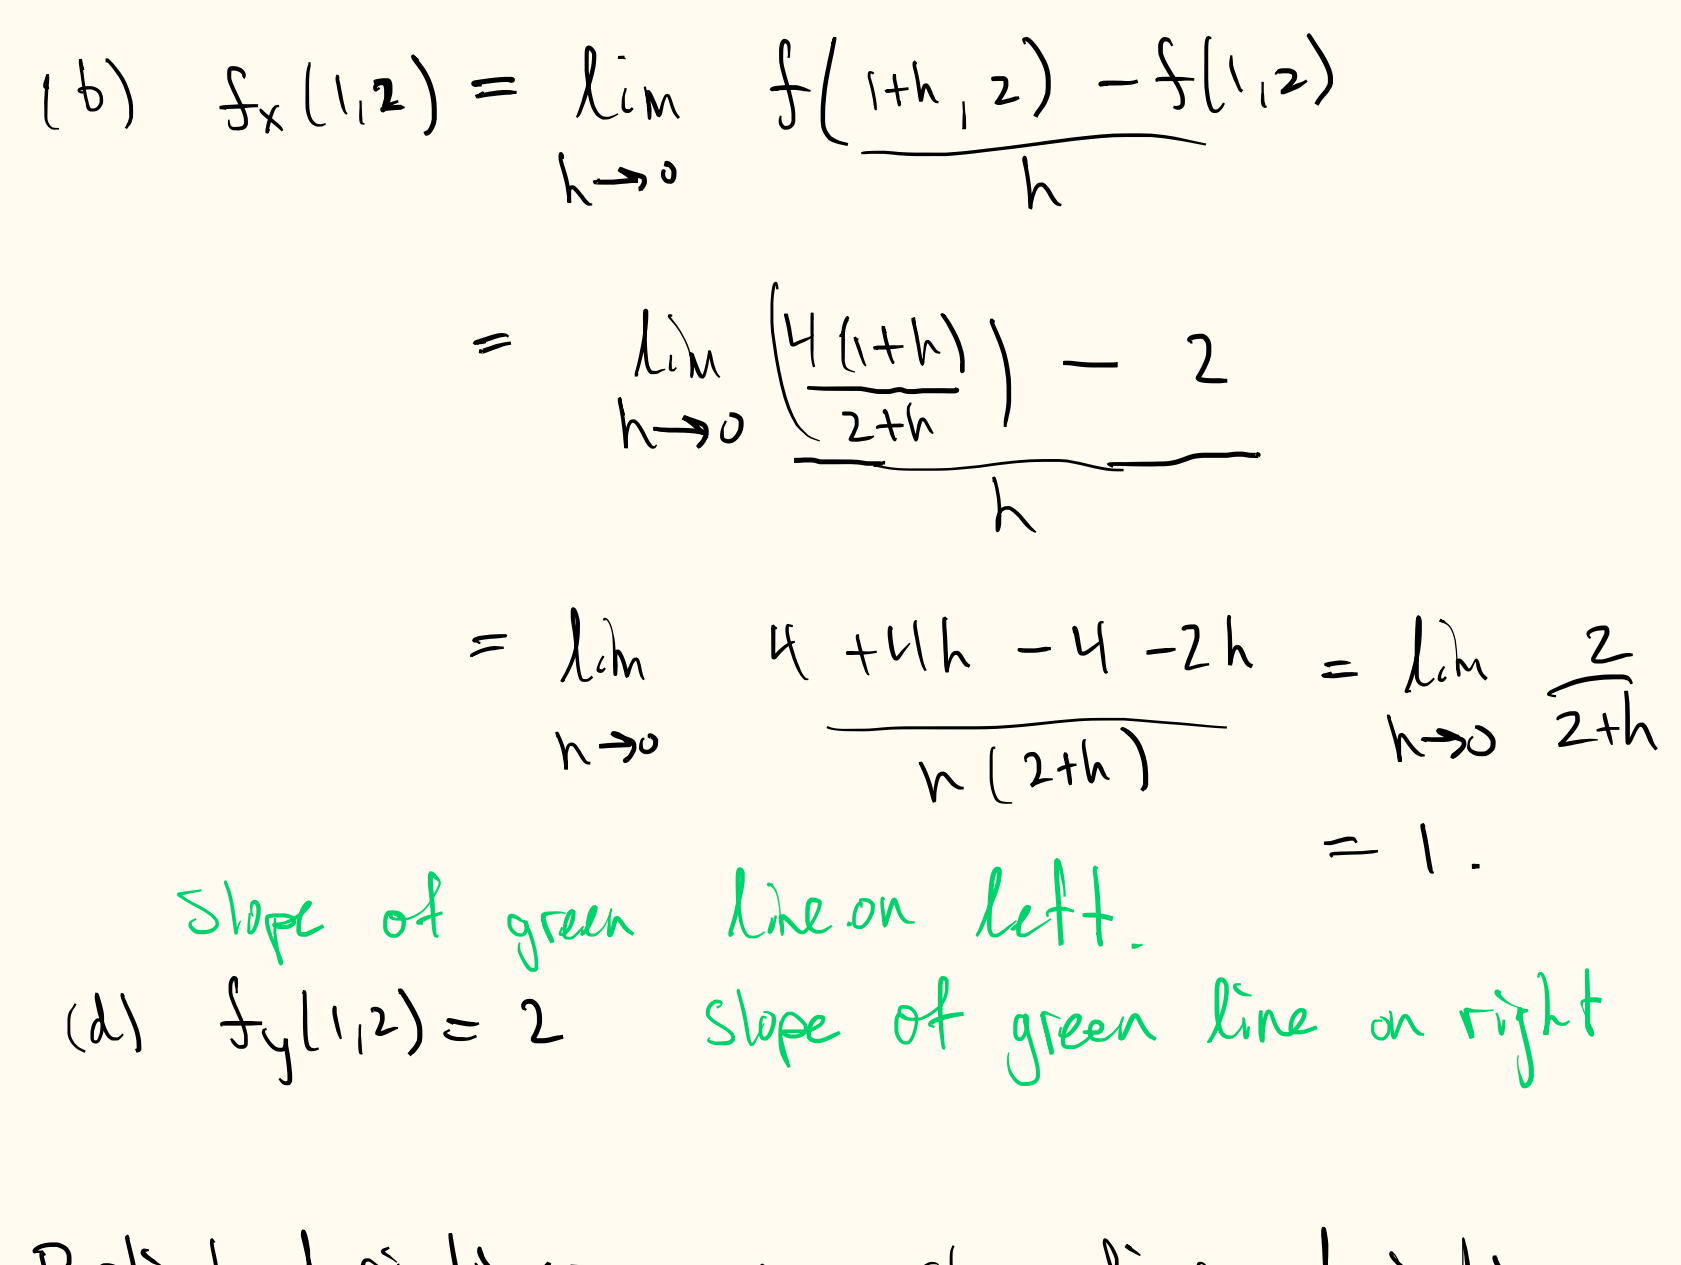 (b) fx(1,2) = lim h→0 f(1+h, 2) − f(1,2) / h
= lim h→0 (4(1+h) / 2+h) − 2 / h
= lim h→0 4 + 4h − 4 − 2h / h(2+h) = lim h→0 2 / 2+h
= 1.
Slope of green line on left.
(d) fy(1,2) = 2 slope of green line on right